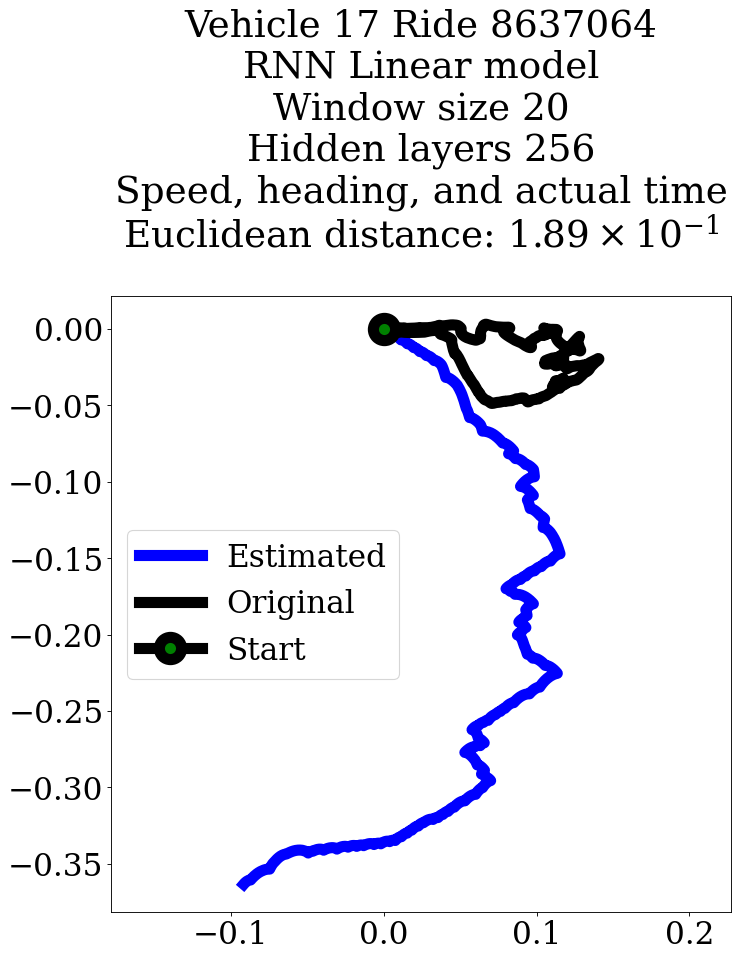 Vehicle 17 Ride 8637064
RNN Linear model
Window size 20
Hidden layers 256
Speed, heading, and actual time
Euclidean distance: 1.89 × 10⁻¹
0.00
−0.05
−0.10
−0.15
−0.20
−0.25
−0.30
−0.35
Estimated
Original
Start
−0.1 0.0 0.1 0.2